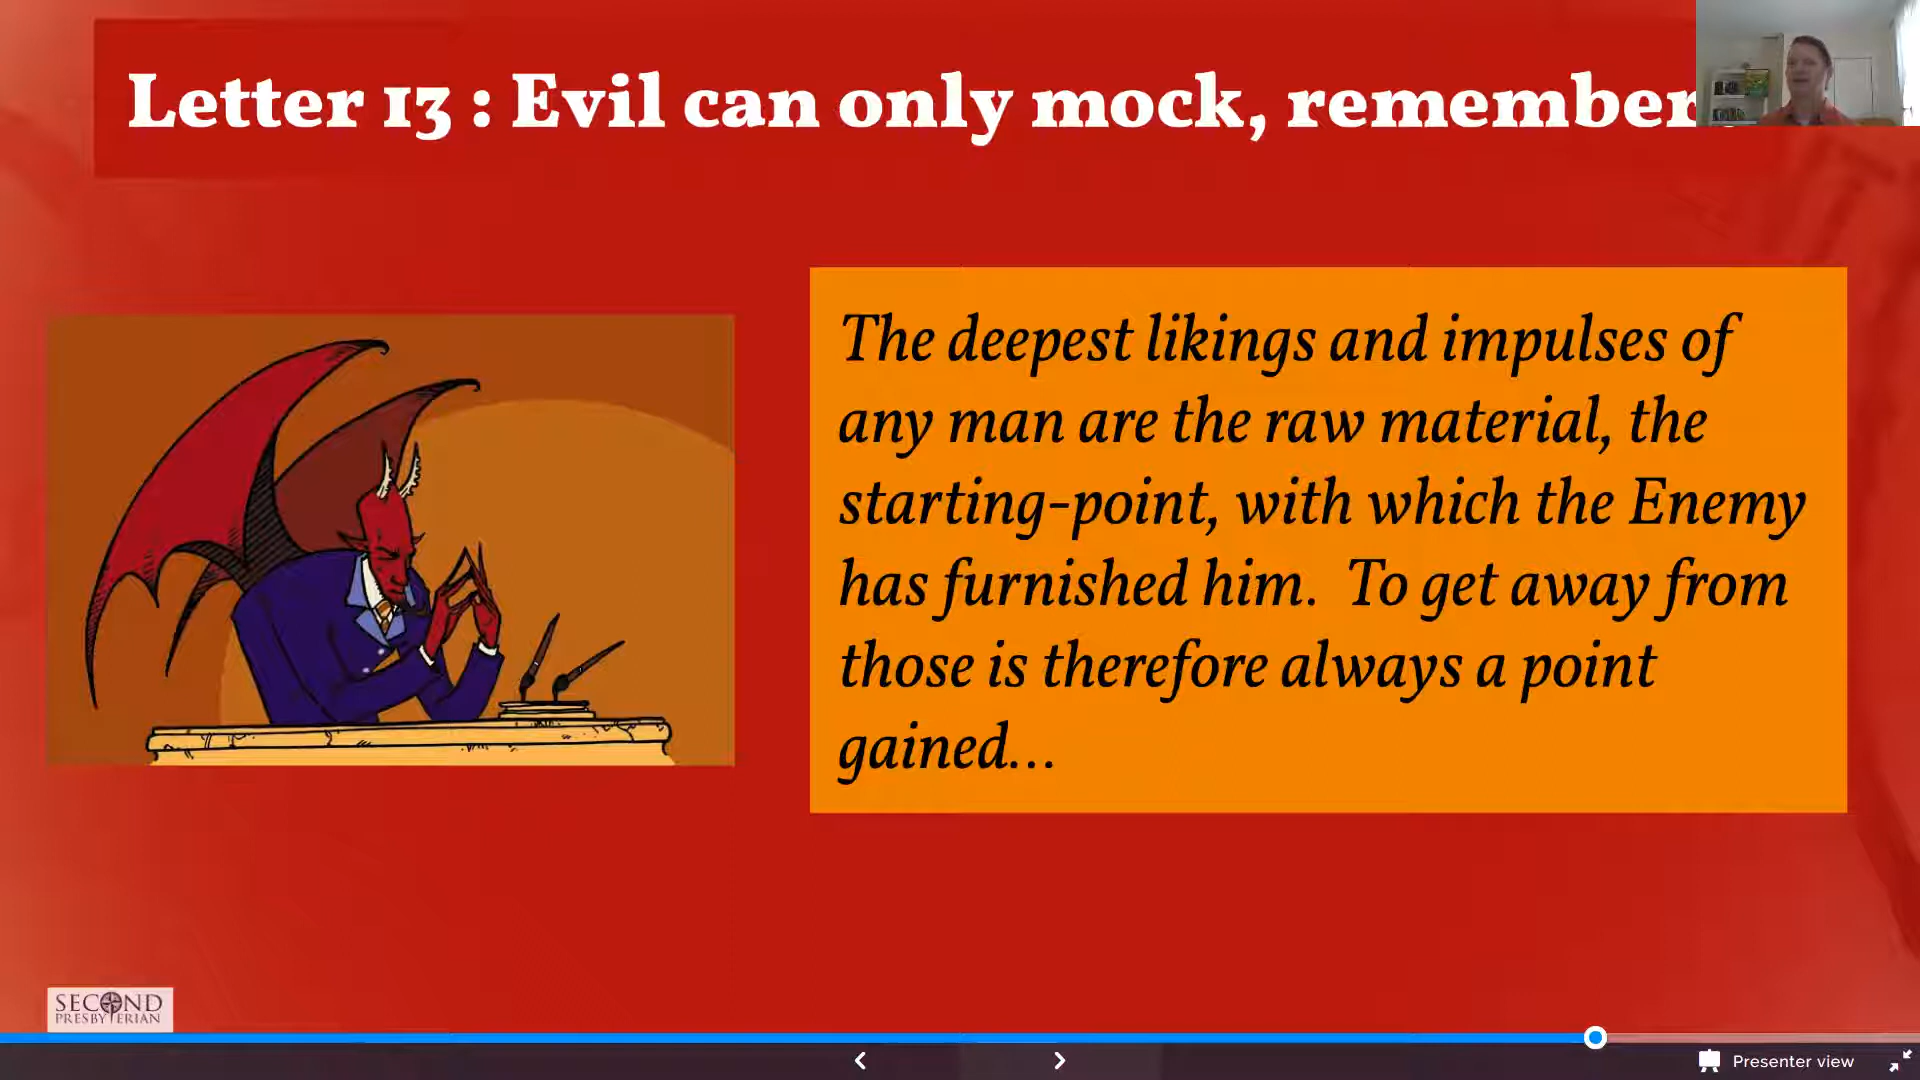 Letter 13 : Evil can only mock, remember.
The deepest likings and impulses of
any man are the raw material, the
starting-point, with which the Enemy
has furnished him.  To get away from
those is therefore always a point
gained...
SECOND
PRESBYTERIAN
Presenter view